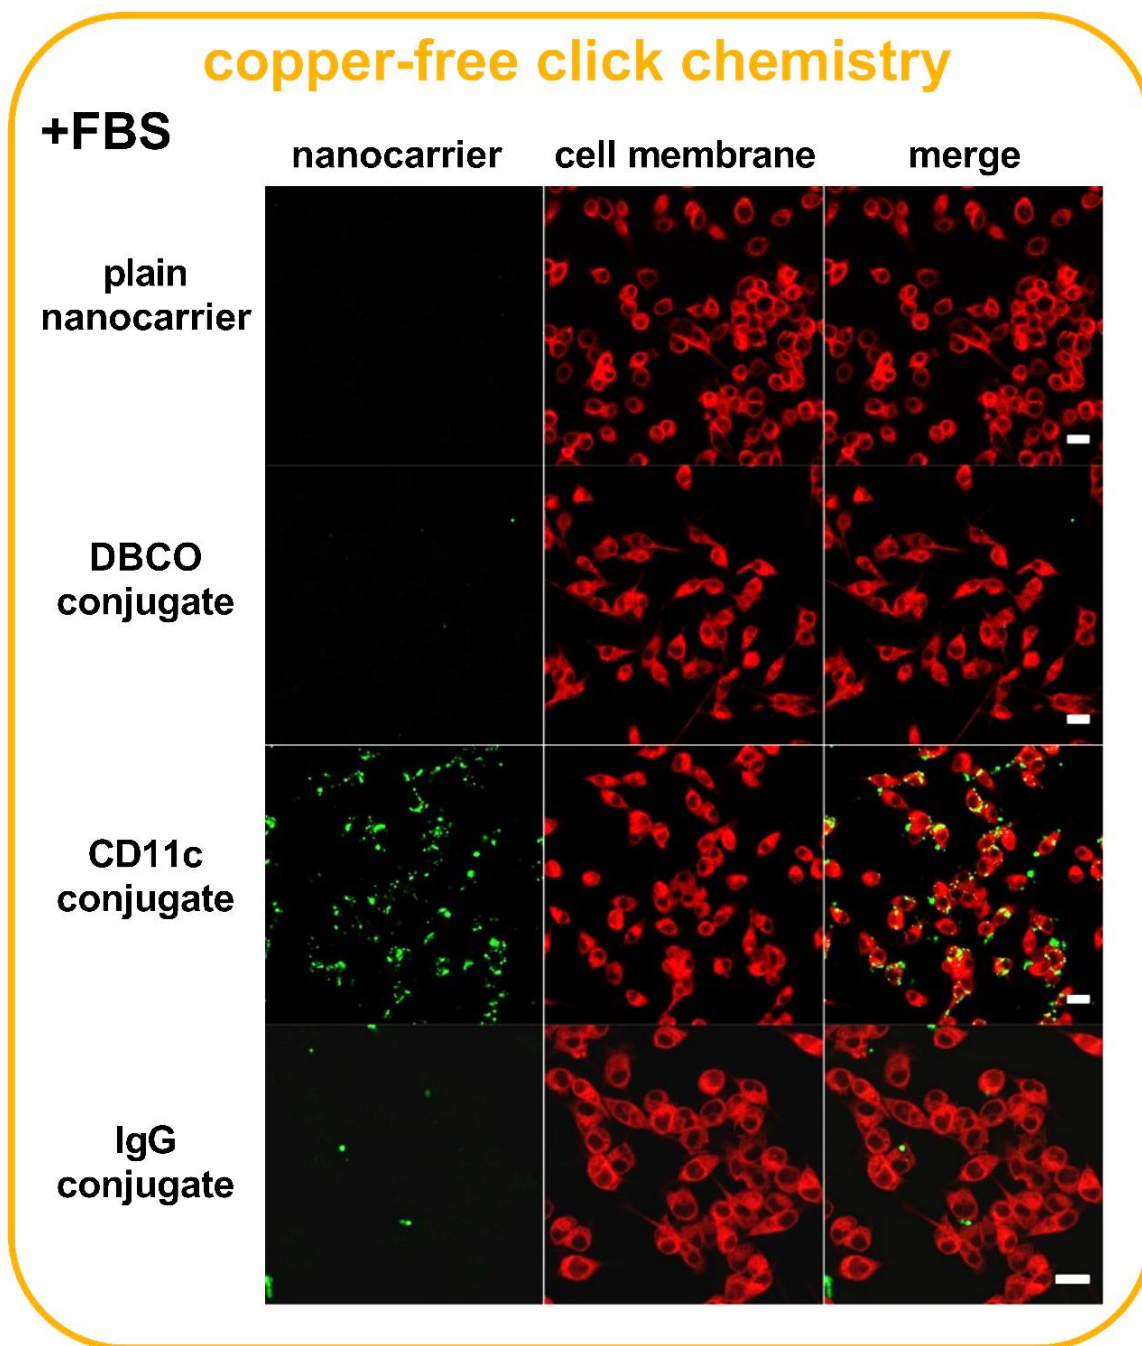 copper-free click chemistry
+FBS
nanocarrier cell membrane merge
plain
nanocarrier
DBCO
conjugate
CD11c
conjugate
IgG
conjugate